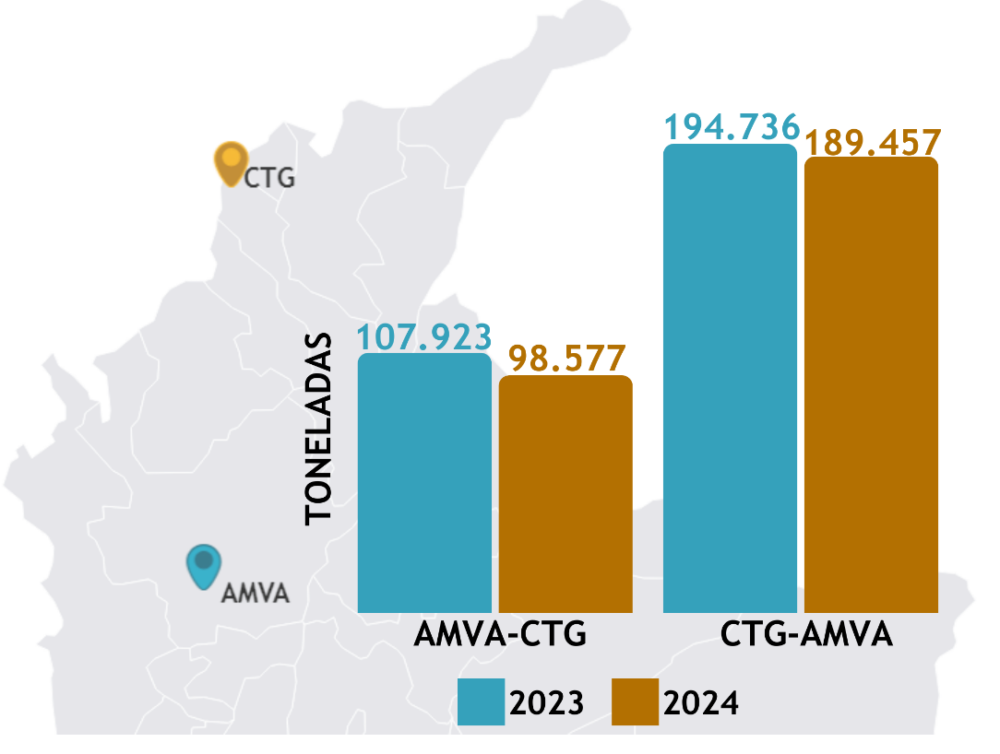 194.736
189.457
CTG
107.923
98.577
TONELADAS
AMVA
AMVA-CTG
CTG-AMVA
2023
2024